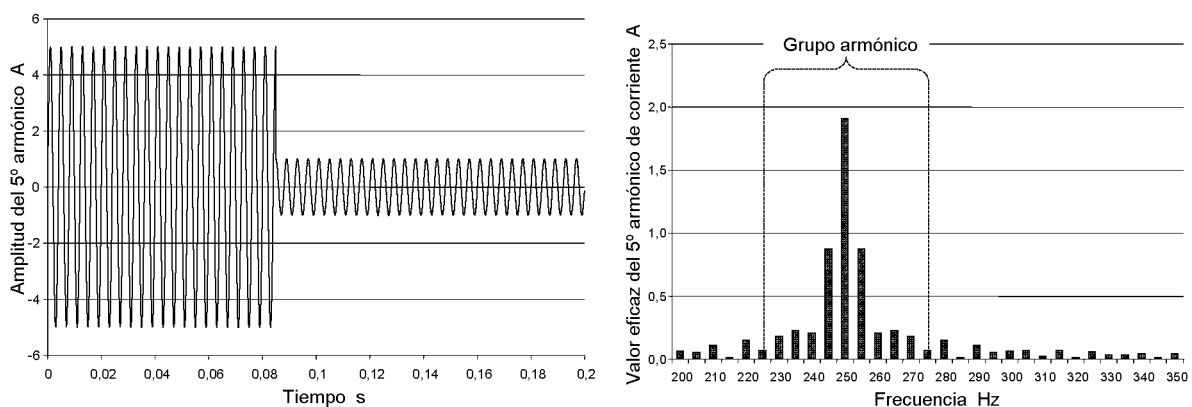 Amplitud del 5º armónico A
6
4
2
0
-2
-4
-6
0 0,02 0,04 0,06 0,08 0,1 0,12 0,14 0,16 0,18 0,2
Tiempo s
Valor eficaz del 5º armónico de corriente A
Grupo armónico
2,5
2,0
1,5
1,0
0,5
0,0
200 210 220 230 240 250 260 270 280 290 300 310 320 330 340 350
Frecuencia Hz